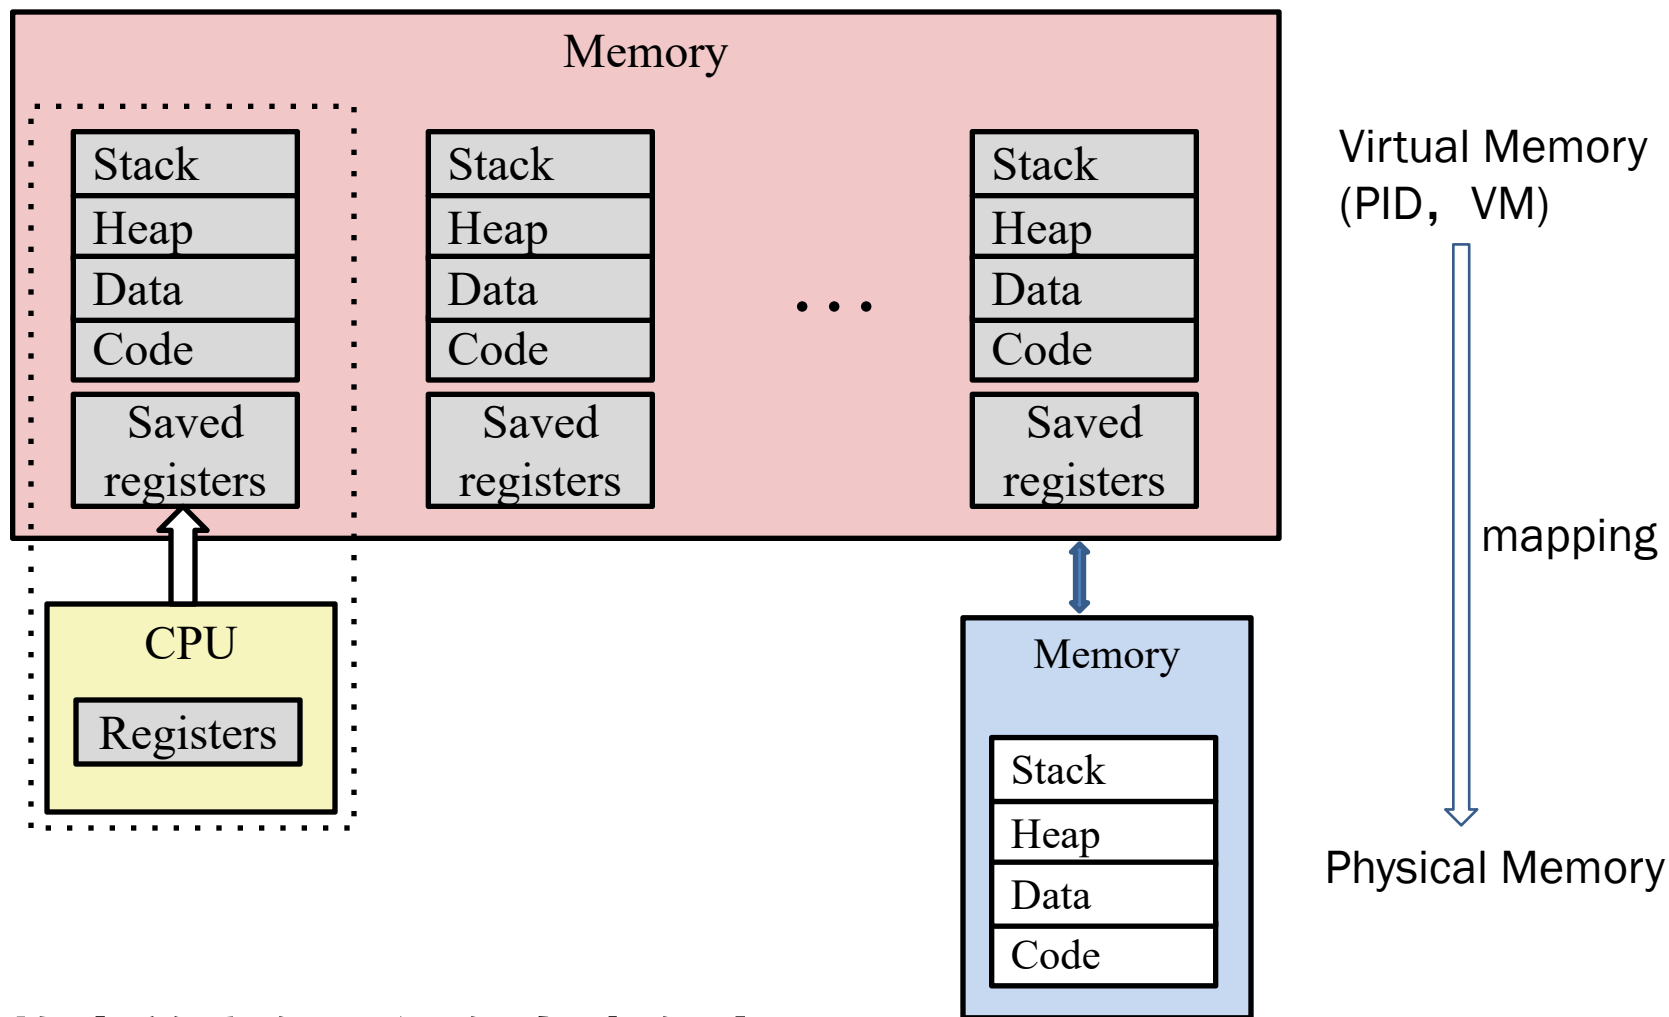 Memory
Stack
Heap
Data
Code
Saved
registers
Stack
Heap
Data
Code
Saved
registers
...
Stack
Heap
Data
Code
Saved
registers
CPU
Registers
Memory
Stack
Heap
Data
Code
Virtual Memory
(PID，VM)
mapping
Physical Memory